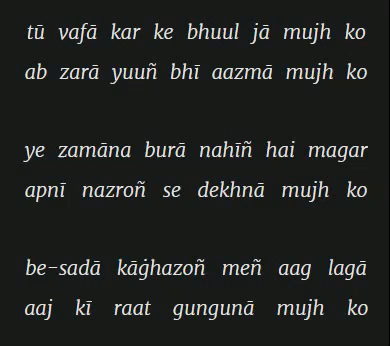 tū vafā kar ke bhuul jā mujh ko
ab zarā yuuñ bhī aazmā mujh ko
ye zamāna burā nahīñ hai magar
apnī nazroñ se dekhnā mujh ko
be-sadā kāġhazoñ meñ aag lagā
aaj kī raat gungunā mujh ko